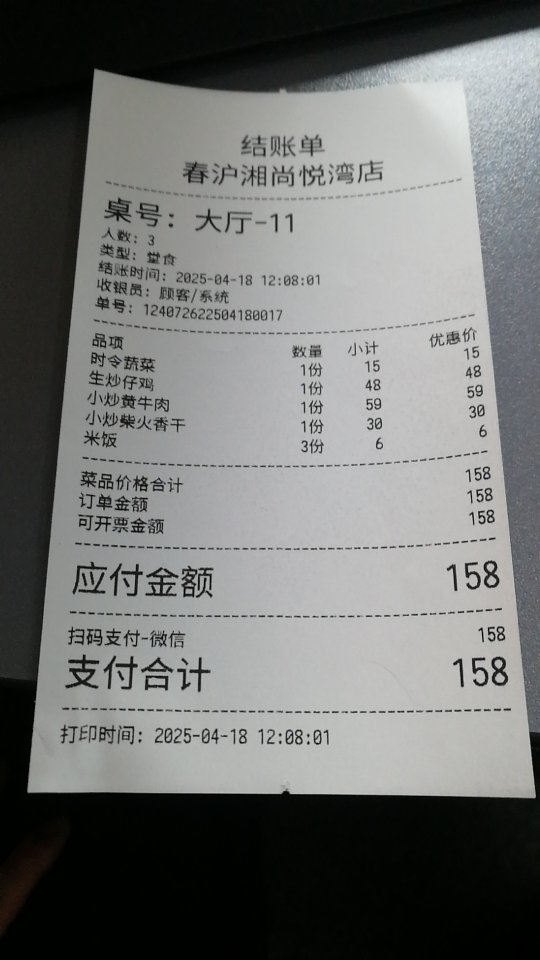 结账单
春沪湘尚悦湾店
桌号：大厅-11
人数：3
类型：堂食
结账时间：2025-04-18 12:08:01
收银员：顾客/系统
单号：124072622504180017
品项 数量 小计 优惠价
时令蔬菜 1份 15 15
生炒仔鸡 1份 48 48
小炒黄牛肉 1份 59 59
小炒柴火香干 1份 30 30
米饭 3份 6 6
菜品价格合计 158
订单金额 158
可开票金额 158
应付金额 158
扫码支付-微信 158
支付合计 158
打印时间：2025-04-18 12:08:01